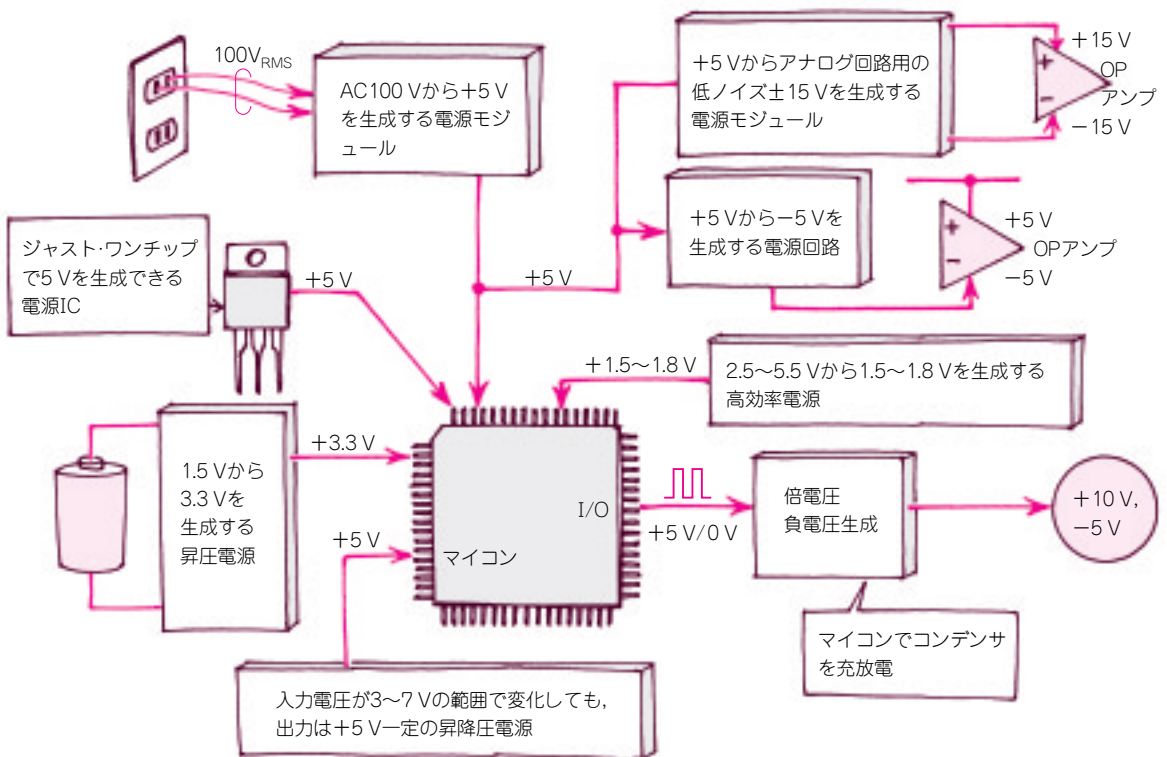 100VRMS
AC100 Vから+5 V
を生成する電源モジ
ュール
+5 Vからアナログ回路用の
低ノイズ±15 Vを生成する
電源モジュール
+15 V
OP
アンプ
−15 V
+5 Vから−5 Vを
生成する電源回路
+5 V
OPアンプ
−5 V
ジャスト・ワンチップ
で5 Vを生成できる
電源IC
+5 V
+5 V
+1.5〜1.8 V
2.5〜5.5 Vから1.5〜1.8 Vを生成する
高効率電源
1.5 Vから
3.3 Vを
生成する
昇圧電源
+3.3 V
+5 V
マイコン
I/O
+5 V/0 V
倍電圧
負電圧生成
+10 V,
−5 V
マイコンでコンデンサ
を充放電
入力電圧が3〜7 Vの範囲で変化しても,
出力は+5 V一定の昇降圧電源